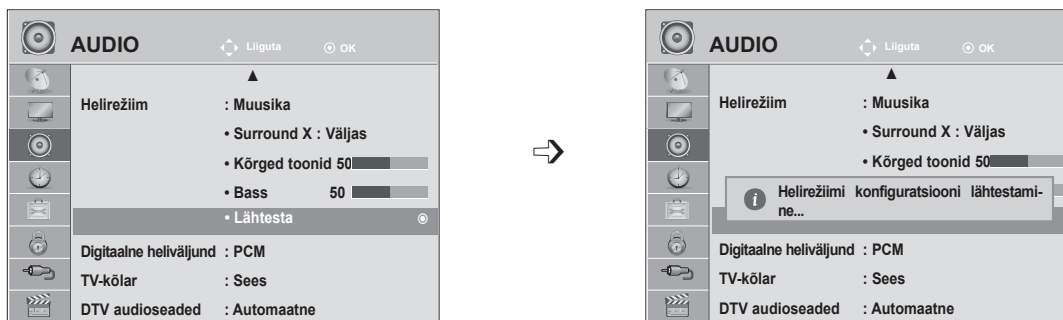 AUDIO
Liiguta
OK
Helirežiim : Muusika
• Surround X : Väljas
• Kõrged toonid 50
• Bass 50
• Lähtesta
Digitaalne heliväljund : PCM
TV-kõlar : Sees
DTV audioseaded : Automaatne
AUDIO
Liiguta
OK
Helirežiim : Muusika
• Surround X : Väljas
• Kõrged toonid 50
Helirežiimi konfiguratsiooni lähtestami-
ne...
Digitaalne heliväljund : PCM
TV-kõlar : Sees
DTV audioseaded : Automaatne